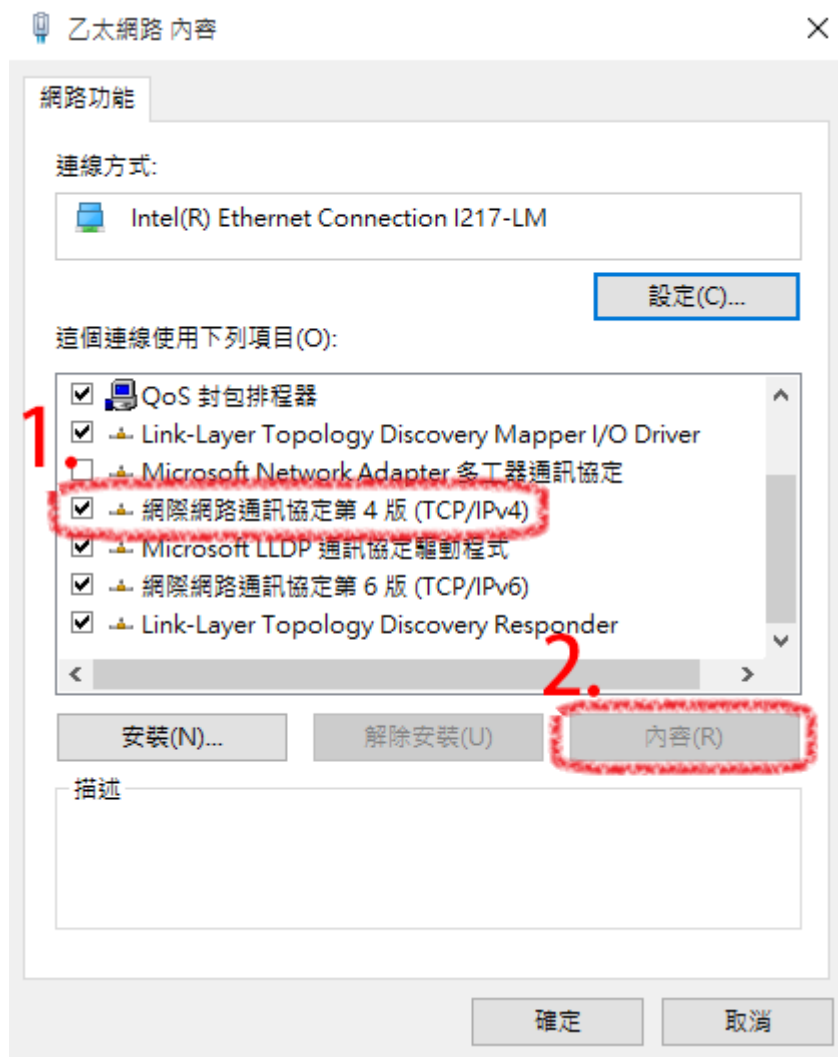 乙太網路 內容
網路功能
連線方式:
Intel(R) Ethernet Connection I217-LM
設定(C)...
這個連線使用下列項目(O):
QoS 封包排程器
1.
Link-Layer Topology Discovery Mapper I/O Driver
Microsoft Network Adapter 多工器通訊協定
網際網路通訊協定第 4 版 (TCP/IPv4)
Microsoft LLDP 通訊協定驅動程式
網際網路通訊協定第 6 版 (TCP/IPv6)
Link-Layer Topology Discovery Responder
2.
安裝(N)...
解除安裝(U)
內容(R)
描述
確定
取消